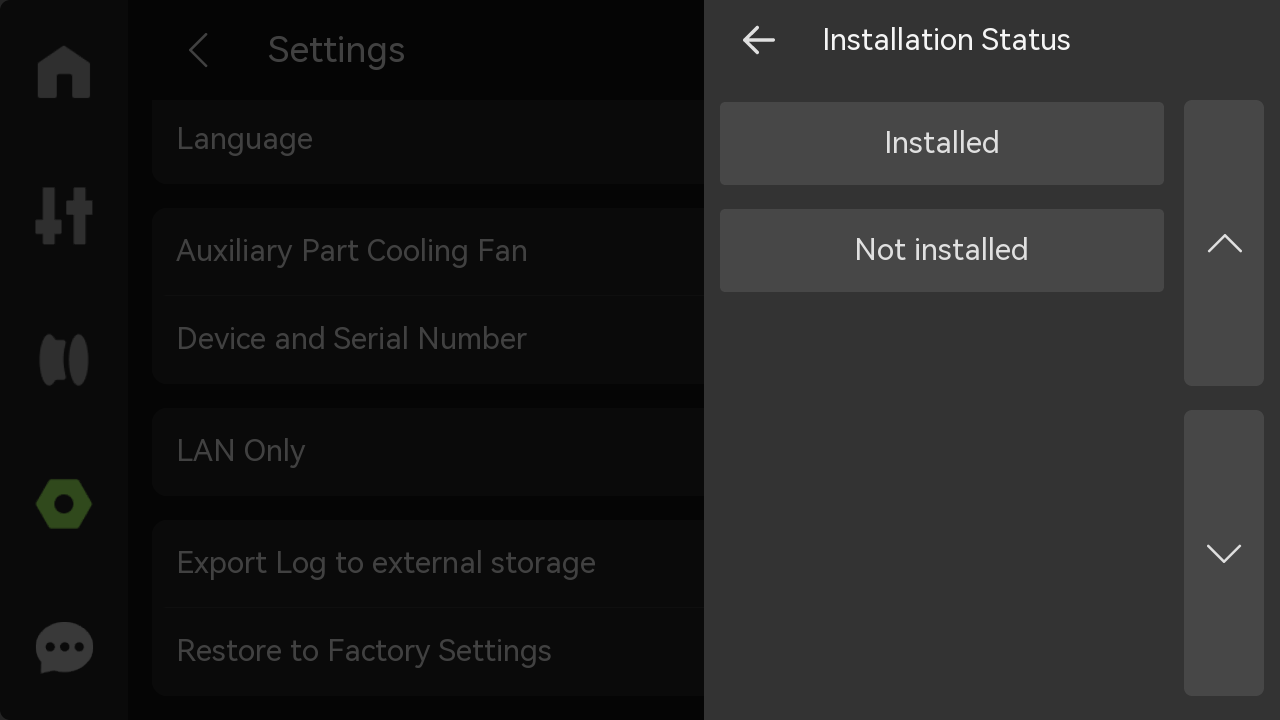 Settings
Language
Auxiliary Part Cooling Fan
Device and Serial Number
LAN Only
Export Log to external storage
Restore to Factory Settings
Installation Status
Installed
Not installed